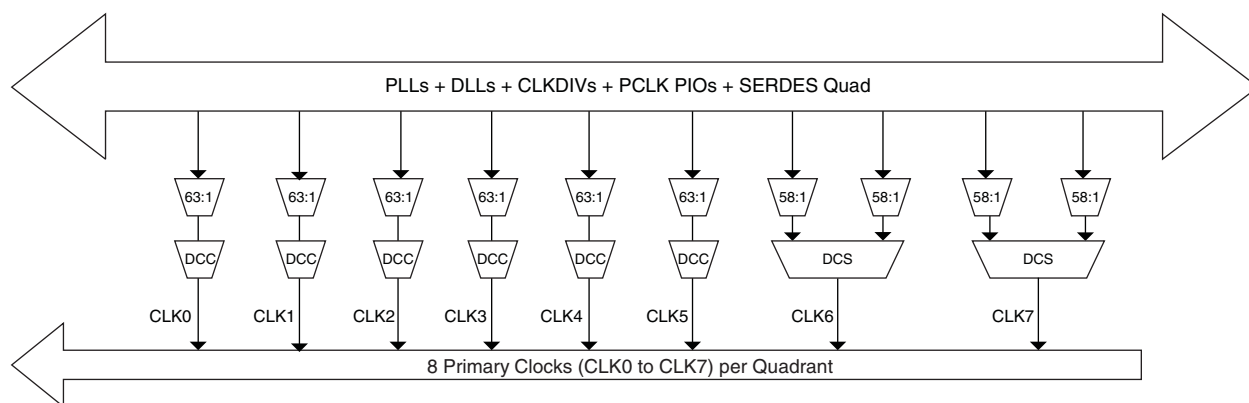 PLLs + DLLs + CLKDIVs + PCLK PIOs + SERDES Quad
63:1 63:1 63:1 63:1 63:1 63:1 58:1 58:1 58:1 58:1
DCC DCC DCC DCC DCC DCC DCS DCS
CLK0 CLK1 CLK2 CLK3 CLK4 CLK5 CLK6 CLK7
8 Primary Clocks (CLK0 to CLK7) per Quadrant